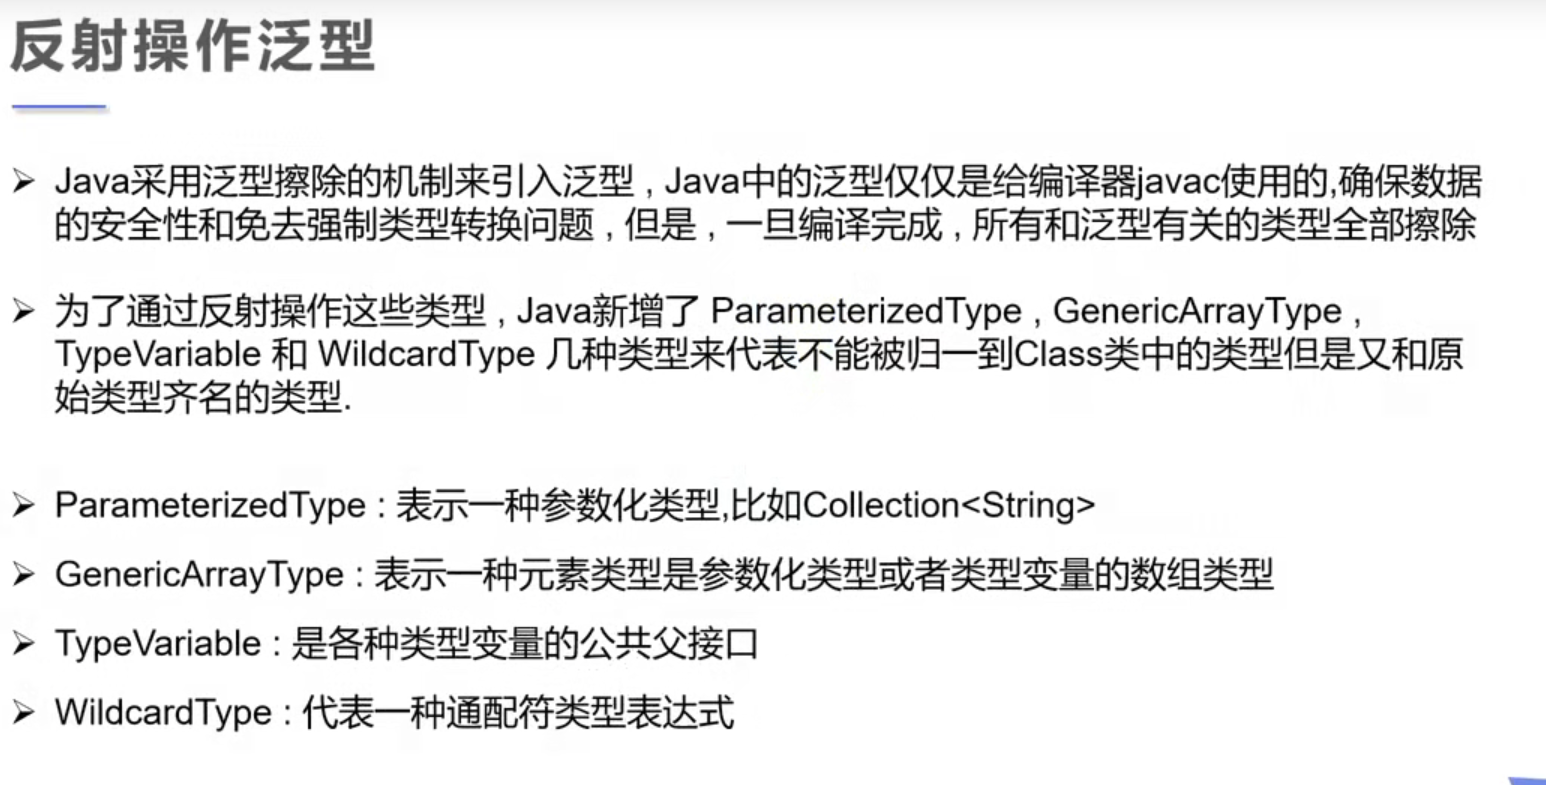 反射操作泛型
➢ Java采用泛型擦除的机制来引入泛型 , Java中的泛型仅仅是给编译器javac使用的,确保数据
的安全性和免去强制类型转换问题 , 但是 , 一旦编译完成 , 所有和泛型有关的类型全部擦除
➢ 为了通过反射操作这些类型 , Java新增了 ParameterizedType , GenericArrayType ,
TypeVariable 和 WildcardType 几种类型来代表不能被归一到Class类中的类型但是又和原
始类型齐名的类型.
➢ ParameterizedType : 表示一种参数化类型,比如Collection<String>
➢ GenericArrayType : 表示一种元素类型是参数化类型或者类型变量的数组类型
➢ TypeVariable : 是各种类型变量的公共父接口
➢ WildcardType : 代表一种通配符类型表达式